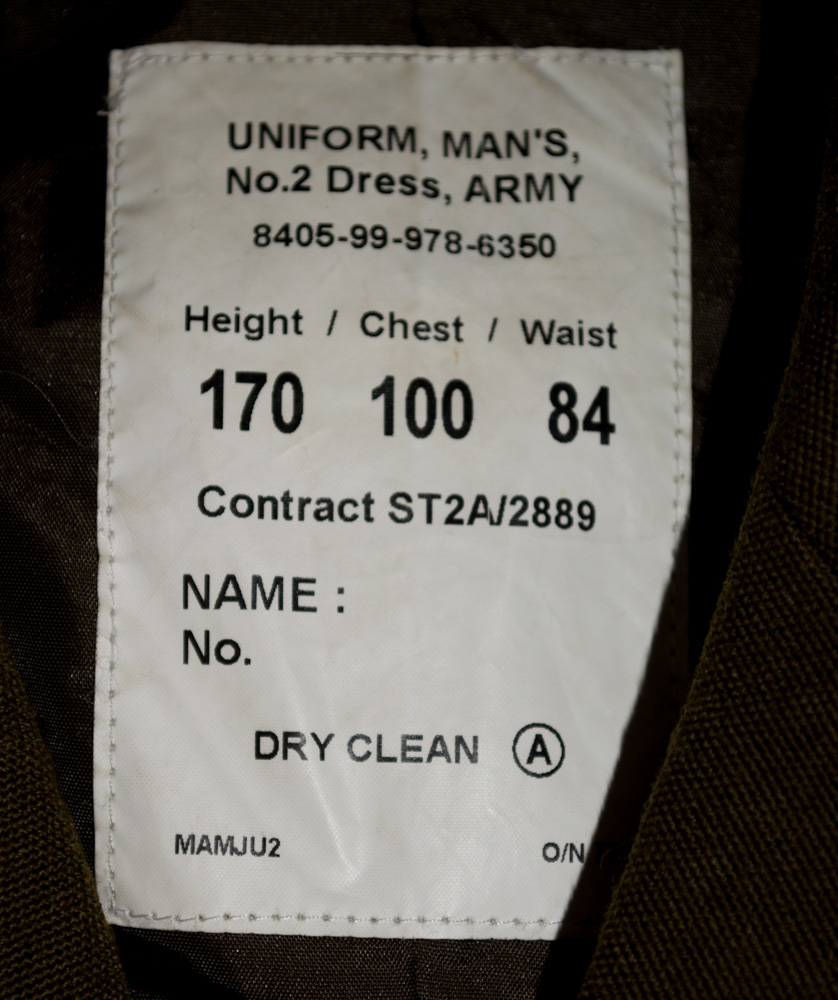 UNIFORM, MAN'S,
No.2 Dress, ARMY
8405-99-978-6350
Height / Chest / Waist
170 100 84
Contract ST2A/2889
NAME :
No.
DRY CLEAN Ⓐ
MAMJU2 O/N